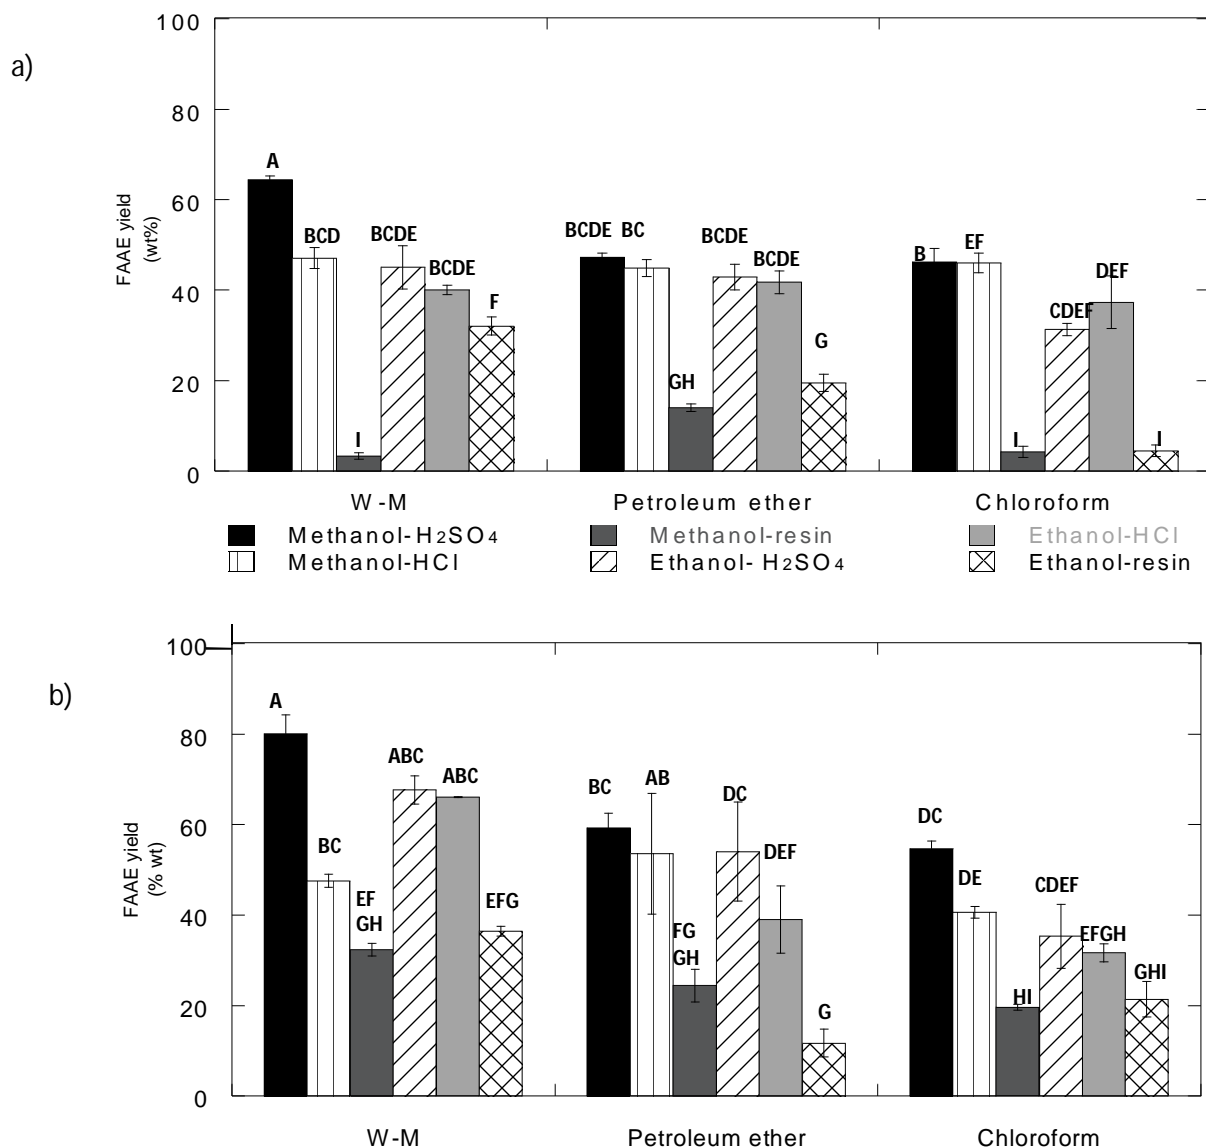 a)
FAAE yield
(wt%)
100
80
60
40
20
0
A
BCD
I
BCDE
BCDE
F
BCDE BC
GH
BCDE
BCDE
G
B
EF
I
CDEF
DEF
I
W-M Petroleum ether Chloroform
Methanol-H2SO4 Methanol-resin Ethanol-HCl
Methanol-HCl Ethanol- H2SO4 Ethanol-resin
b)
FAAE yield
(% wt)
100
80
60
40
20
0
A
BC
EF
GH
ABC
ABC
EFG
BC
AB
FG
GH
DC
DEF
G
DC
DE
HI
CDEF
EFGH
GHI
W-M Petroleum ether Chloroform